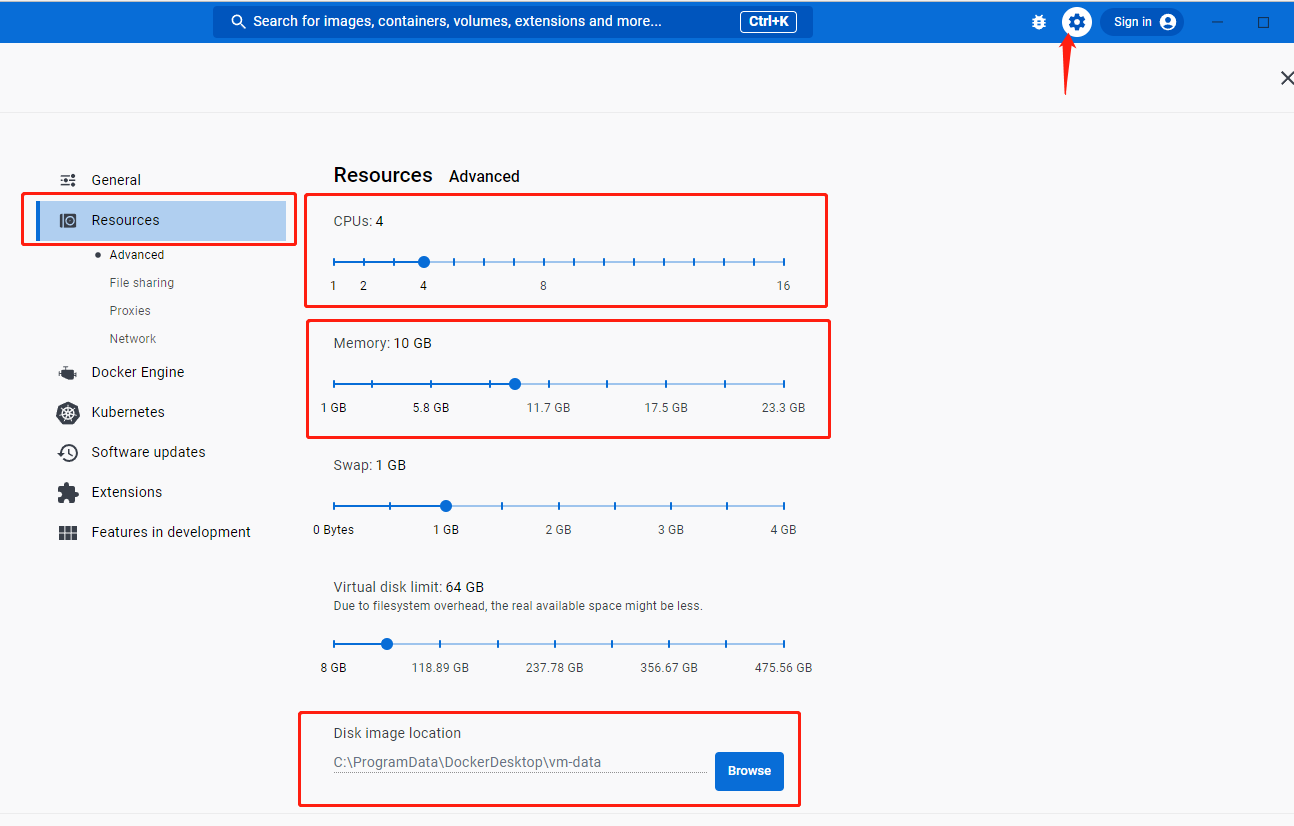 Search for images, containers, volumes, extensions and more... Ctrl+K Sign in
General
Resources
Advanced
File sharing
Proxies
Network
Docker Engine
Kubernetes
Software updates
Extensions
Features in development
Resources Advanced
CPUs: 4
1 2 4 8 16
Memory: 10 GB
1 GB 5.8 GB 11.7 GB 17.5 GB 23.3 GB
Swap: 1 GB
0 Bytes 1 GB 2 GB 3 GB 4 GB
Virtual disk limit: 64 GB
Due to filesystem overhead, the real available space might be less.
8 GB 118.89 GB 237.78 GB 356.67 GB 475.56 GB
Disk image location
C:\ProgramData\DockerDesktop\vm-data
Browse